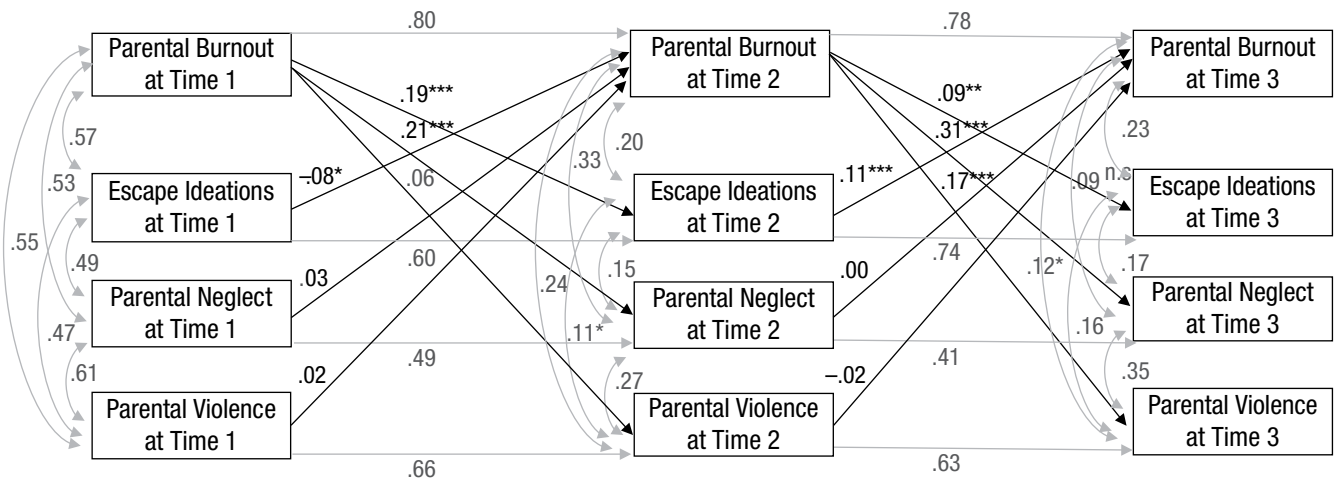 .80
.78
Parental Burnout
at Time 1
Parental Burnout
at Time 2
Parental Burnout
at Time 3
.19***
.09**
.21***
.31***
.57
.20
.23
.33
–.08*
.06
.11***
.17***
.09 n.s
.53
Escape Ideations
at Time 1
Escape Ideations
at Time 2
Escape Ideations
at Time 3
.55
.49
.60
.15
.74
.12*
.17
.03
.24
.00
Parental Neglect
at Time 1
Parental Neglect
at Time 2
Parental Neglect
at Time 3
.47
.11*
.16
.49
.41
.61
.02
.27
–.02
.35
Parental Violence
at Time 1
Parental Violence
at Time 2
Parental Violence
at Time 3
.66
.63